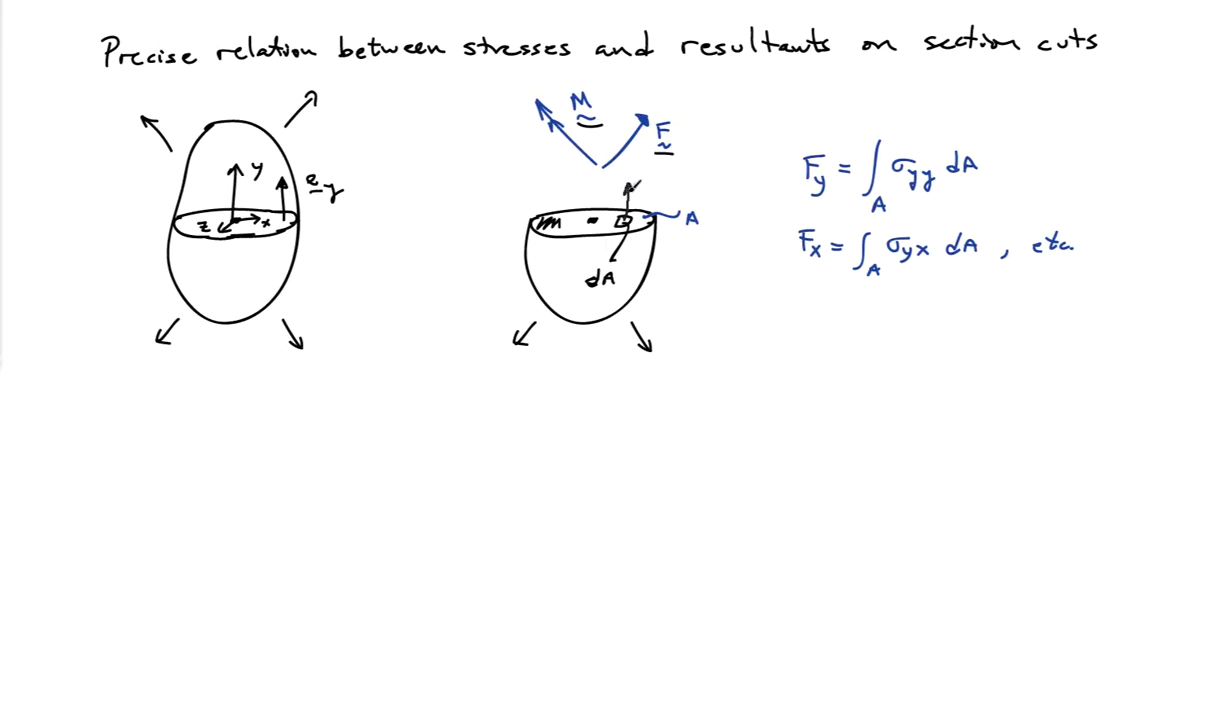 Precise relation between stresses and resultants on section cuts
y
e_y
z
x
M
F
A
dA
F_y = ∫_A σ_yy dA
F_x = ∫_A σ_yx dA , etc.